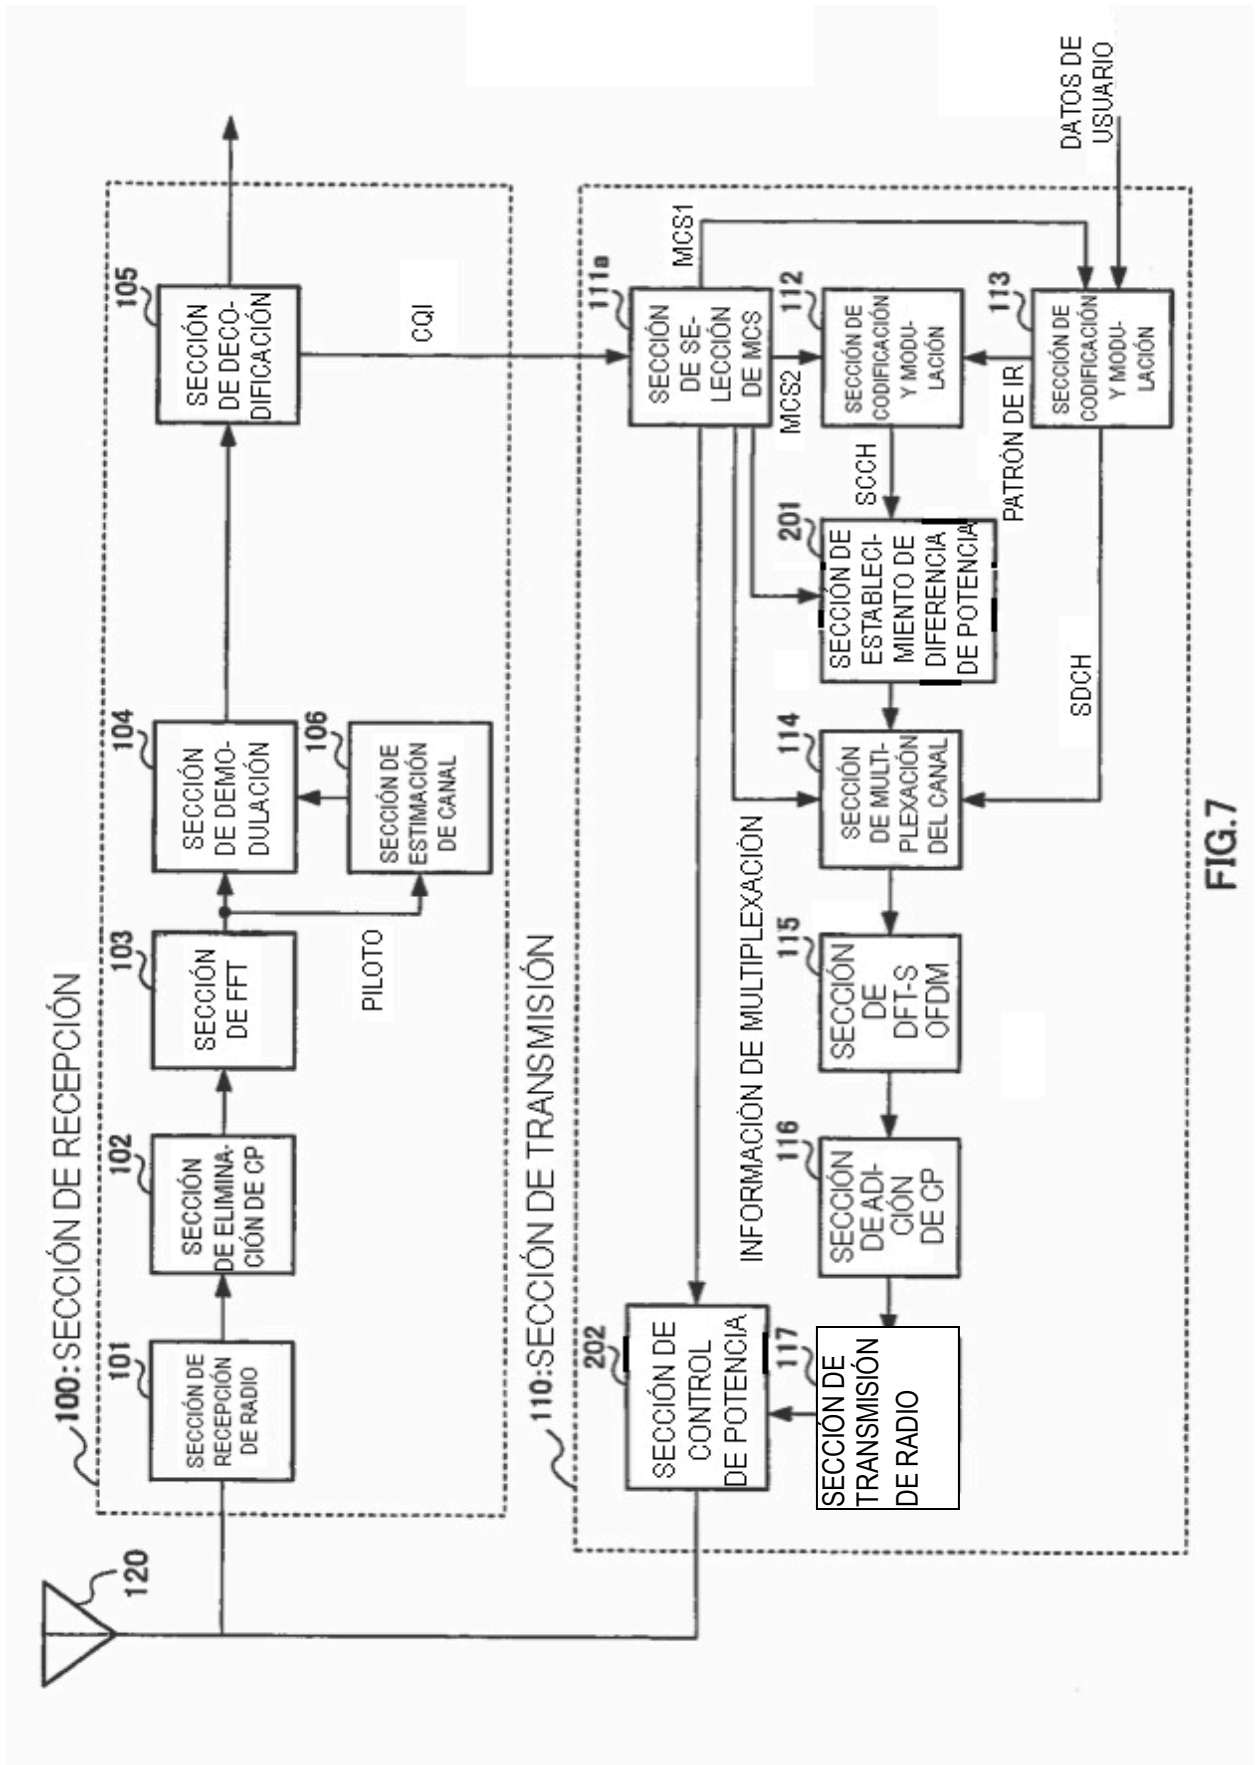 120
100:SECCIÓN DE RECEPCIÓN
101
SECCIÓN DE
RECEPCIÓN
DE RADIO
102
SECCIÓN
DE ELIMINA-
CIÓN DE CP
103
SECCIÓN
DE FFT
PILOTO
104
SECCIÓN
DE DEMO-
DULACIÓN
106
SECCIÓN DE
ESTIMACIÓN
DE CANAL
105
SECCIÓN
DE DECO-
DIFICACIÓN
CQI
110:SECCIÓN DE TRANSMISIÓN
202
SECCIÓN DE
CONTROL
DE POTENCIA
INFORMACIÓN DE MULTIPLEXACIÓN
111a
SECCIÓN
DE SE-
LECCIÓN
DE MCS
MCS1
MCS2
117
SECCIÓN DE
TRANSMISIÓN
DE RADIO
116
SECCIÓN
DE ADI-
CIÓN
DE CP
115
SECCIÓN
DE
DFT-S
OFDM
114
SECCIÓN
DE MULTI-
PLEXACIÓN
DEL CANAL
201
SECCIÓN DE
ESTABLECI-
MIENTO DE
DIFERENCIA
DE POTENCIA
SCCH
112
SECCIÓN DE
CODIFICACIÓN
Y MODU-
LACIÓN
PATRÓN DE IR
113
SECCIÓN DE
CODIFICACIÓN
Y MODU-
LACIÓN
SDCH
DATOS DE
USUARIO
FIG.7